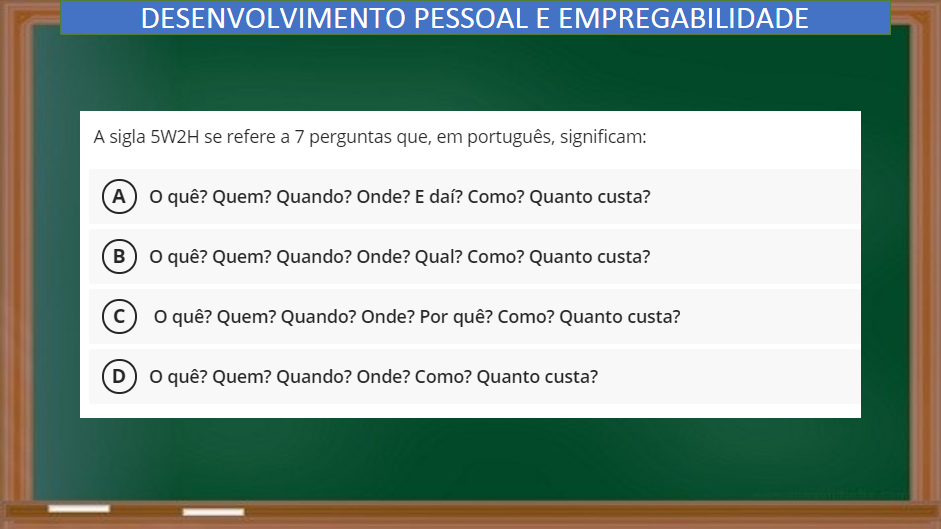 DESENVOLVIMENTO PESSOAL E EMPREGABILIDADE
A sigla 5W2H se refere a 7 perguntas que, em português, significam:
A O quê? Quem? Quando? Onde? E daí? Como? Quanto custa?
B O quê? Quem? Quando? Onde? Qual? Como? Quanto custa?
C O quê? Quem? Quando? Onde? Por quê? Como? Quanto custa?
D O quê? Quem? Quando? Onde? Como? Quanto custa?